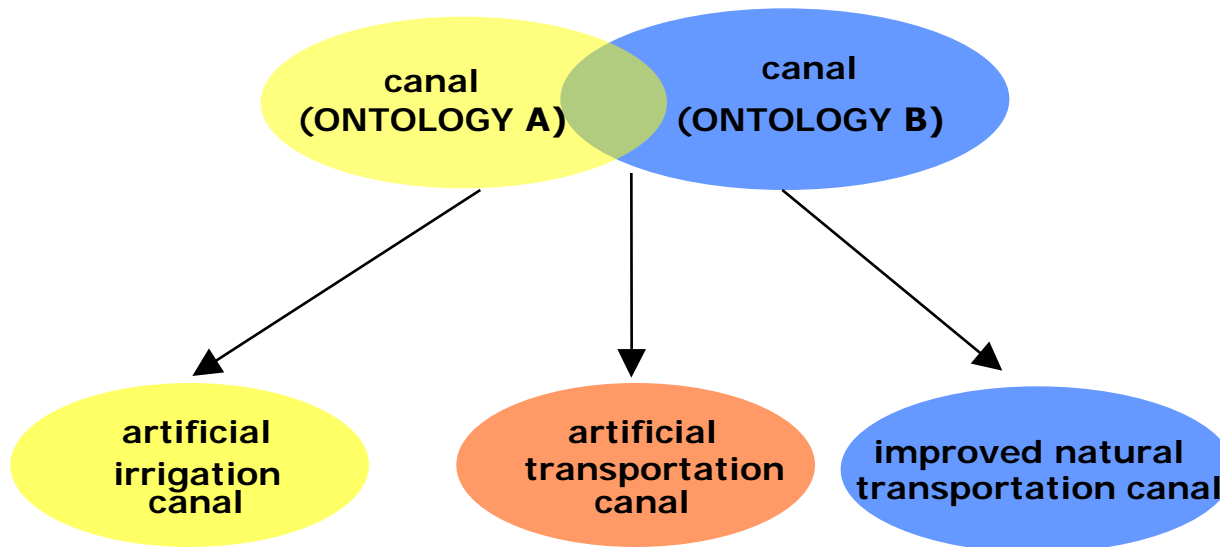 canal
(ONTOLOGY A)
canal
(ONTOLOGY B)
artificial
irrigation
canal
artificial
transportation
canal
improved natural
transportation canal